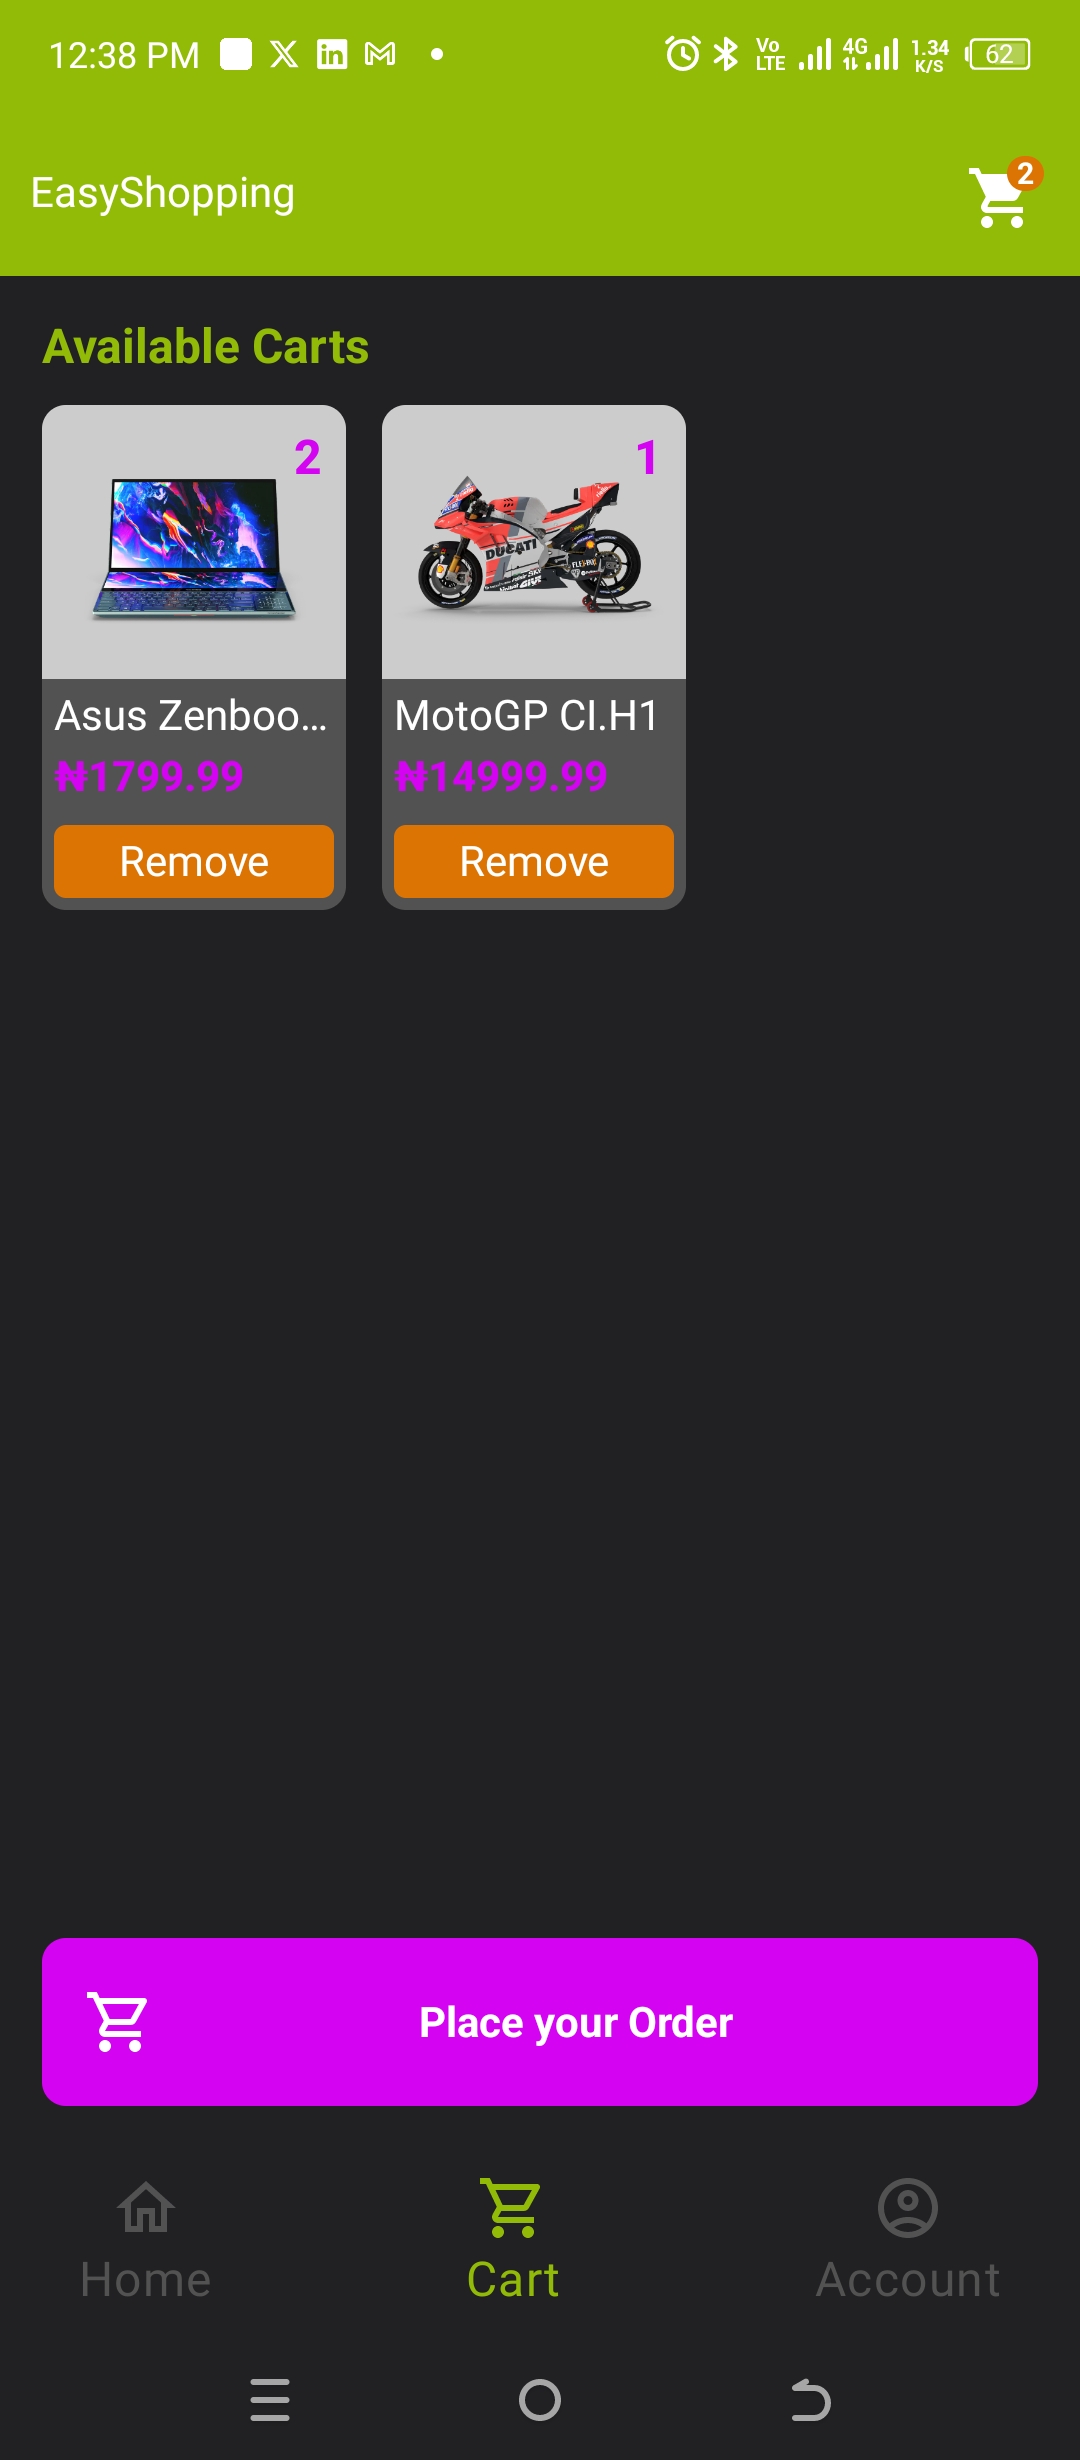 12:38 PM
Vo LTE 4G 1.34 K/S 62
EasyShopping
2
Available Carts
2
1
DUCATI
Asus Zenboo...
MotoGP CI.H1
₦1799.99
₦14999.99
Remove
Remove
Place your Order
Home
Cart
Account